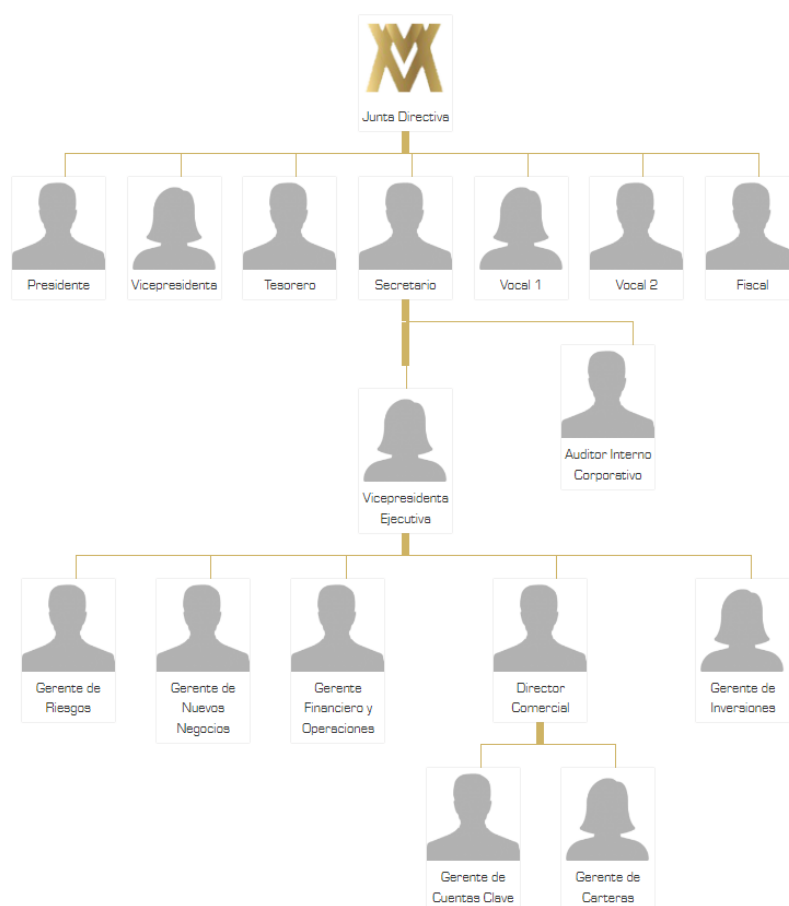 Junta Directiva
Presidente
Vicepresidenta
Tesorero
Secretario
Vocal 1
Vocal 2
Fiscal
Auditor Interno
Corporativo
Vicepresidenta
Ejecutiva
Gerente de
Riesgos
Gerente de
Nuevos
Negocios
Gerente
Financiero y
Operaciones
Director
Comercial
Gerente de
Inversiones
Gerente de
Cuentas Clave
Gerente de
Carteras